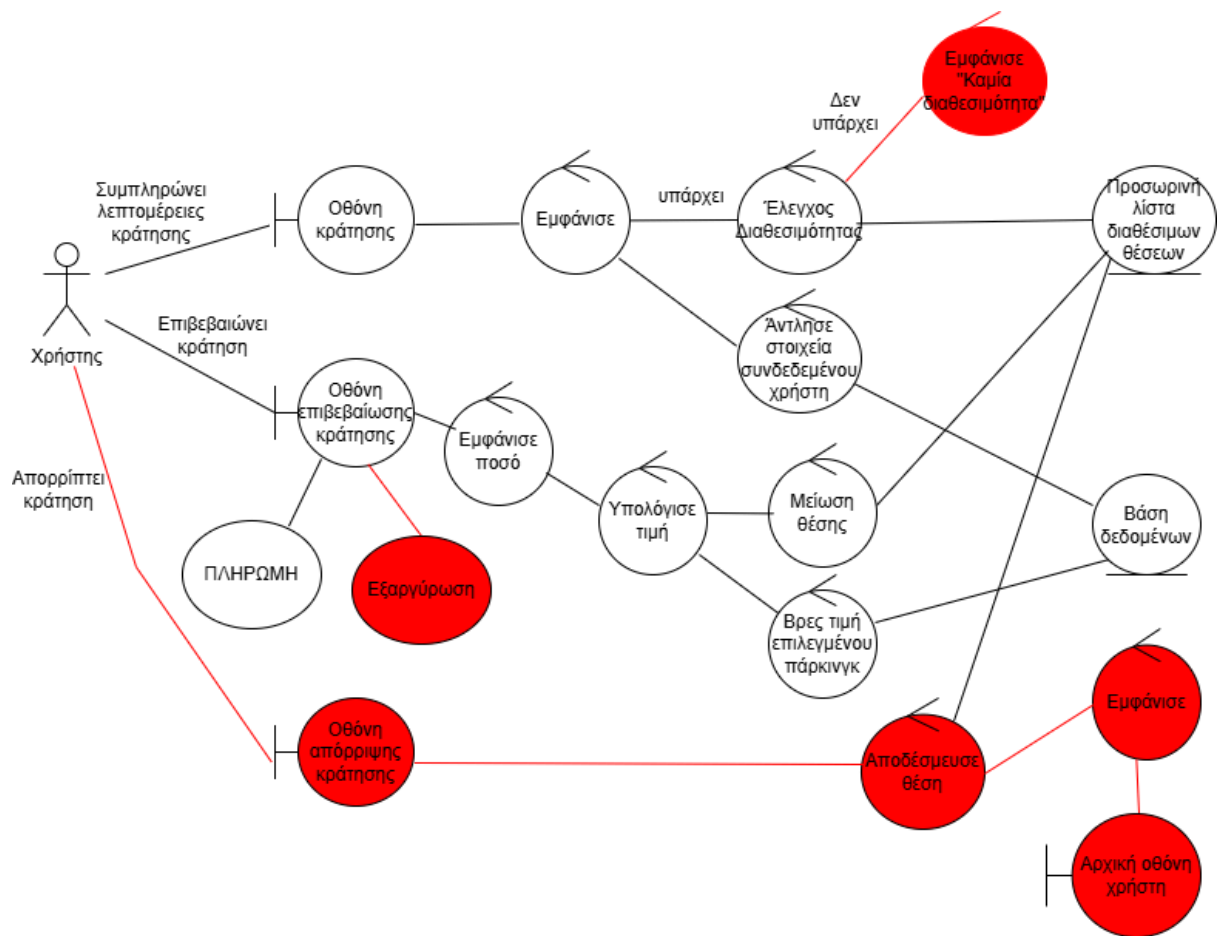 Εμφάνισε
"Καμία
διαθεσιμότητα"
Δεν
υπάρχει
Συμπληρώνει
λεπτομέρειες
κράτησης
Οθόνη
κράτησης
Εμφάνισε
υπάρχει
Έλεγχος
Διαθεσιμότητας
Προσωρινή
λίστα
διαθέσιμων
θέσεων
Χρήστης
Επιβεβαιώνει
κράτηση
Άντλησε
στοιχεία
συνδεδεμένου
χρήστη
Οθόνη
επιβεβαίωσης
κράτησης
Εμφάνισε
ποσό
Απορρίπτει
κράτηση
Υπολόγισε
τιμή
Μείωση
θέσης
Βάση
δεδομένων
ΠΛΗΡΩΜΗ
Εξαργύρωση
Βρες τιμή
επιλεγμένου
πάρκινγκ
Οθόνη
απόρριψης
κράτησης
Αποδέσμευσε
θέση
Εμφάνισε
Αρχική οθόνη
χρήστη